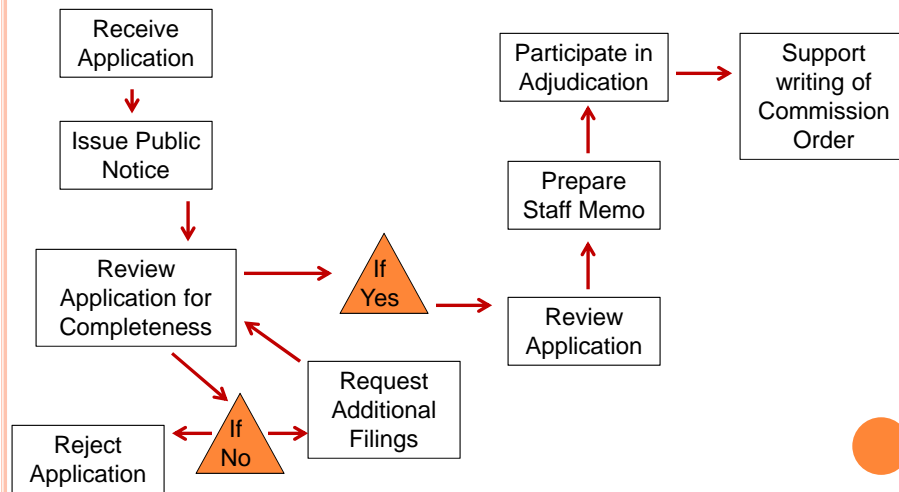 Receive
Application
Issue Public
Notice
Review
Application for
Completeness
If
Yes
If
No
Reject
Application
Request
Additional
Filings
Review
Application
Prepare
Staff Memo
Participate in
Adjudication
Support
writing of
Commission
Order